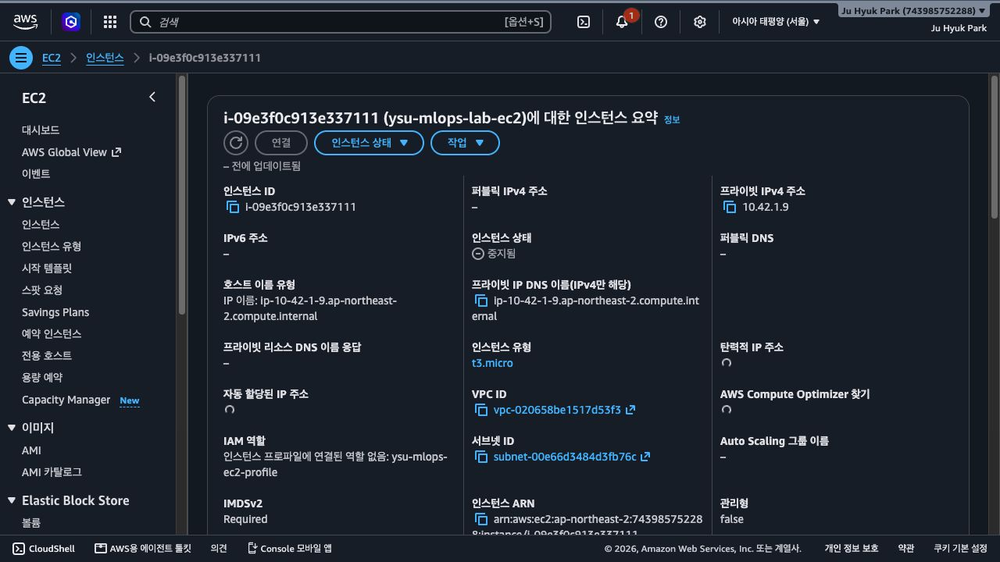 aws
검색
[옵션+S]
1
아시아 태평양 (서울)
Ju Hyuk Park (743985752288)
Ju Hyuk Park
EC2
인스턴스
i-09e3f0c913e337111
EC2
대시보드
AWS Global View
이벤트
인스턴스
인스턴스
인스턴스 유형
시작 템플릿
스팟 요청
Savings Plans
예약 인스턴스
전용 호스트
용량 예약
Capacity Manager New
이미지
AMI
AMI 카탈로그
Elastic Block Store
볼륨
i-09e3f0c913e337111 (ysu-mlops-lab-ec2)에 대한 인스턴스 요약 정보
연결
인스턴스 상태
작업
– 전에 업데이트됨
인스턴스 ID
i-09e3f0c913e337111
퍼블릭 IPv4 주소
–
프라이빗 IPv4 주소
10.42.1.9
IPv6 주소
–
인스턴스 상태
중지됨
퍼블릭 DNS
–
호스트 이름 유형
IP 이름: ip-10-42-1-9.ap-northeast-
2.compute.internal
프라이빗 IP DNS 이름(IPv4만 해당)
ip-10-42-1-9.ap-northeast-2.compute.int
ernal
프라이빗 리소스 DNS 이름 응답
–
인스턴스 유형
t3.micro
탄력적 IP 주소
자동 할당된 IP 주소
VPC ID
vpc-020658be1517d53f3
AWS Compute Optimizer 찾기
IAM 역할
인스턴스 프로파일에 연결된 역할 없음: ysu-mlops-
ec2-profile
서브넷 ID
subnet-00e66d3484d3fb76c
Auto Scaling 그룹 이름
–
IMDSv2
Required
인스턴스 ARN
arn:aws:ec2:ap-northeast-2:74398575228
8:instance/i-09e3f0c913e337111
관리형
false
CloudShell
AWS용 에이전트 툴킷
의견
Console 모바일 앱
© 2026, Amazon Web Services, Inc. 또는 계열사.
개인 정보 보호
약관
쿠키 기본 설정